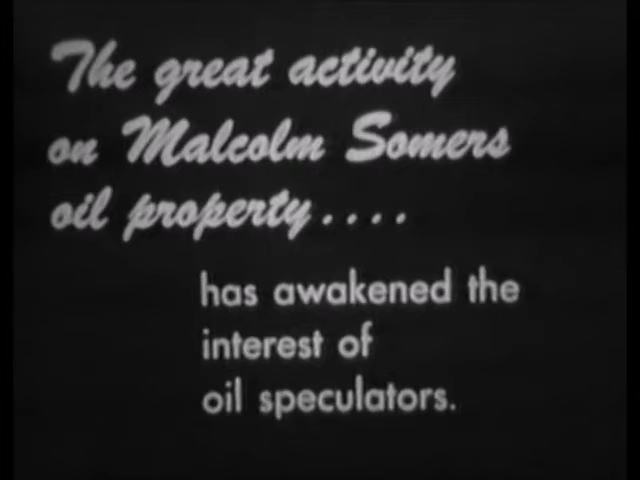 The great activity
on Malcolm Somers
oil property....
has awakened the
interest of
oil speculators.